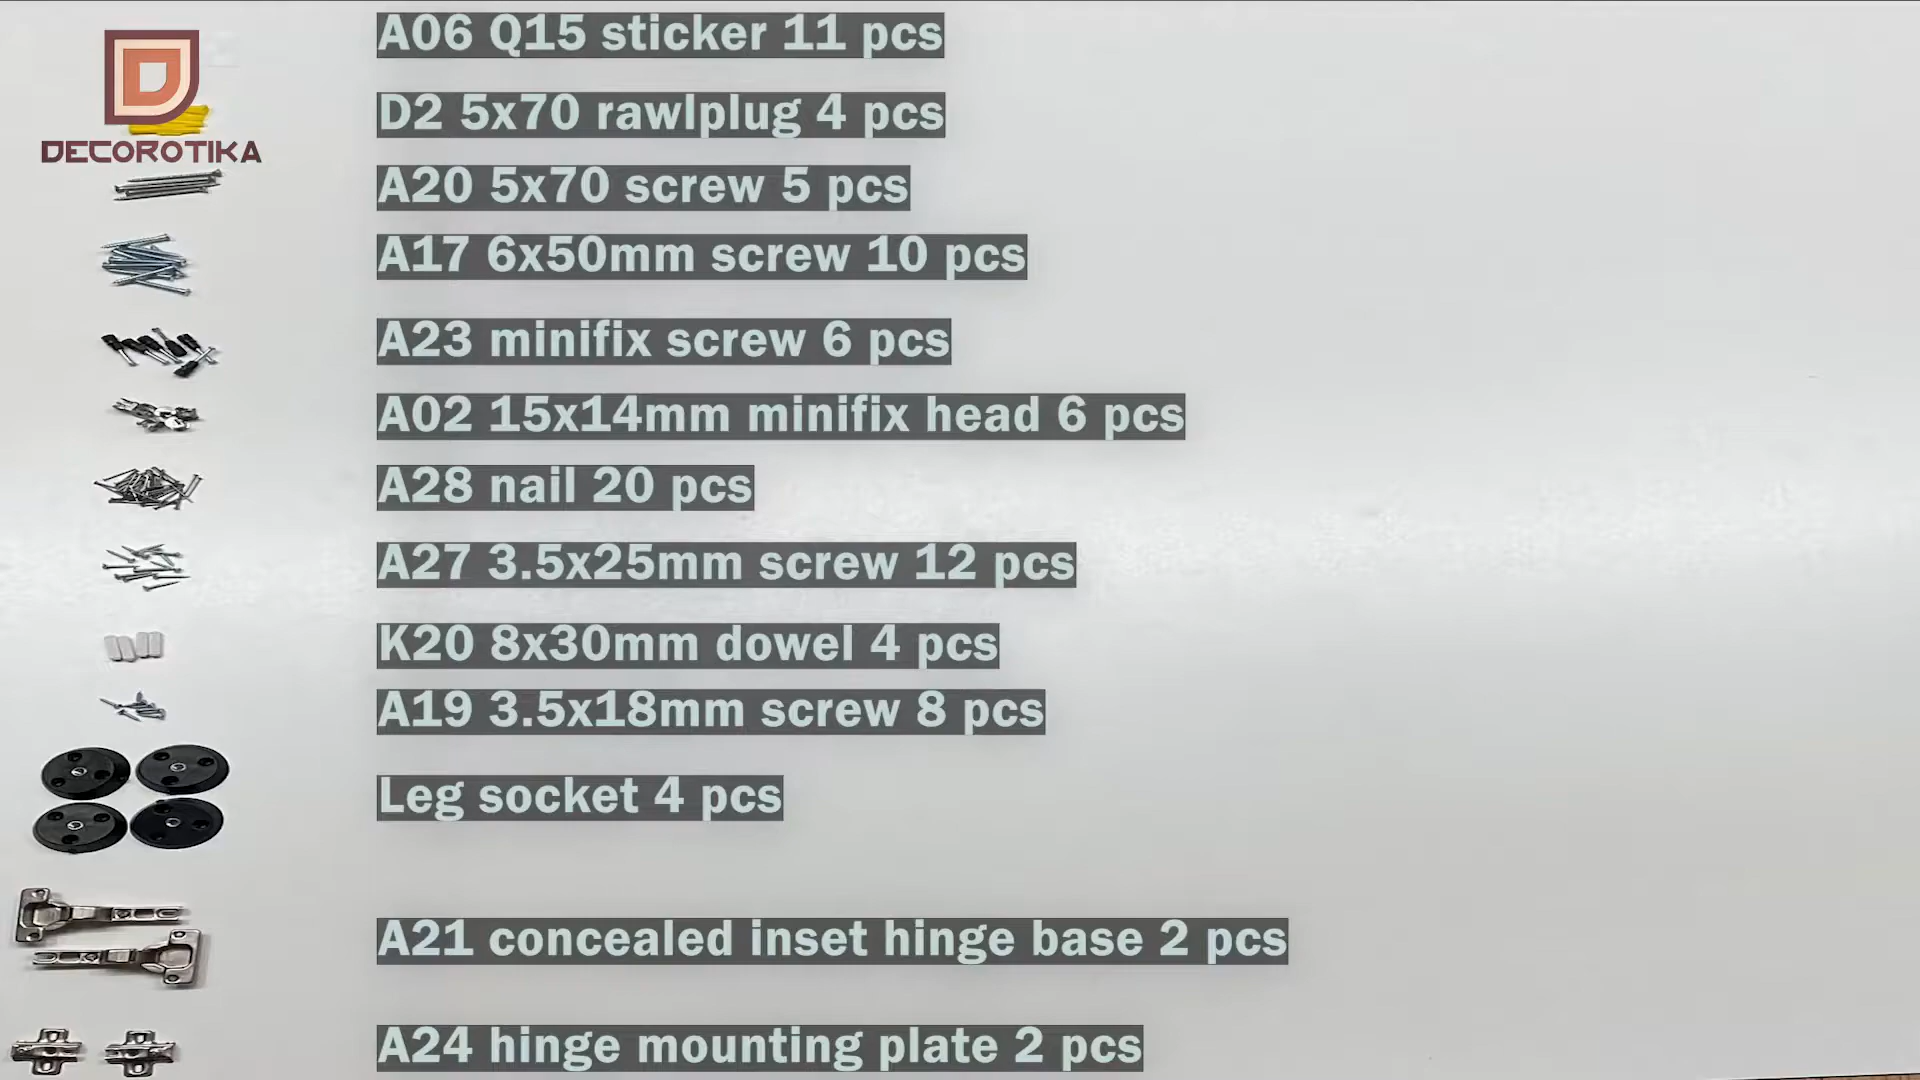 DECOROTIKA
A06 Q15 sticker 11 pcs
D2 5x70 rawlplug 4 pcs
A20 5x70 screw 5 pcs
A17 6x50mm screw 10 pcs
A23 minifix screw 6 pcs
A02 15x14mm minifix head 6 pcs
A28 nail 20 pcs
A27 3.5x25mm screw 12 pcs
K20 8x30mm dowel 4 pcs
A19 3.5x18mm screw 8 pcs
Leg socket 4 pcs
A21 concealed inset hinge base 2 pcs
A24 hinge mounting plate 2 pcs